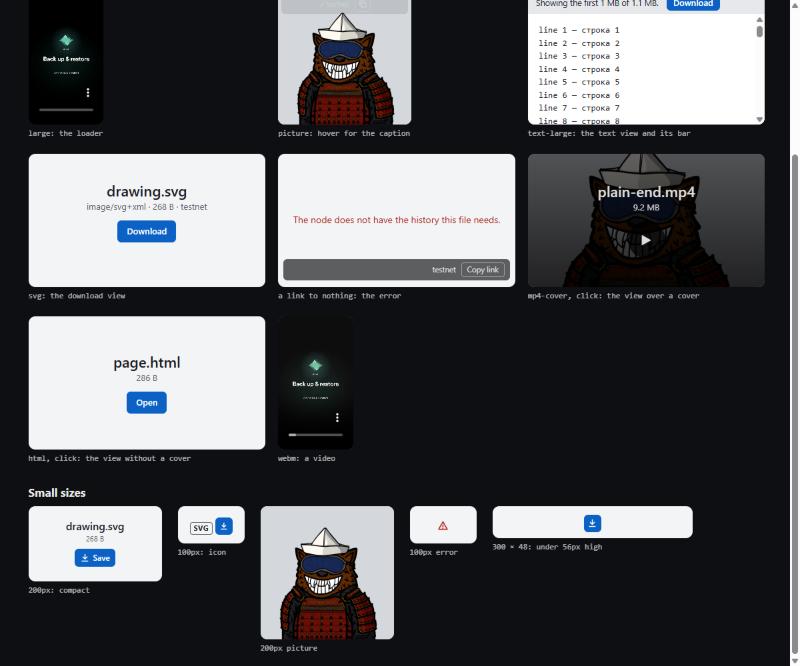 Showing the first 1 MB of 1.1 MB. Download
line 1 — строка 1
line 2 — строка 2
line 3 — строка 3
line 4 — строка 4
line 5 — строка 5
line 6 — строка 6
line 7 — строка 7
line 8 — строка 8
Back up & restore
large: the loader
picture: hover for the caption
text-large: the text view and its bar
drawing.svg
image/svg+xml · 268 B · testnet
Download
The node does not have the history this file needs.
testnet Copy link
plain-end.mp4
9.2 MB
svg: the download view
a link to nothing: the error
mp4-cover, click: the view over a cover
page.html
286 B
Open
Back up & restore
html, click: the view without a cover
webm: a video
Small sizes
drawing.svg
268 B
Save
SVG
100px: icon
100px error
300 × 48: under 56px high
200px: compact
200px picture